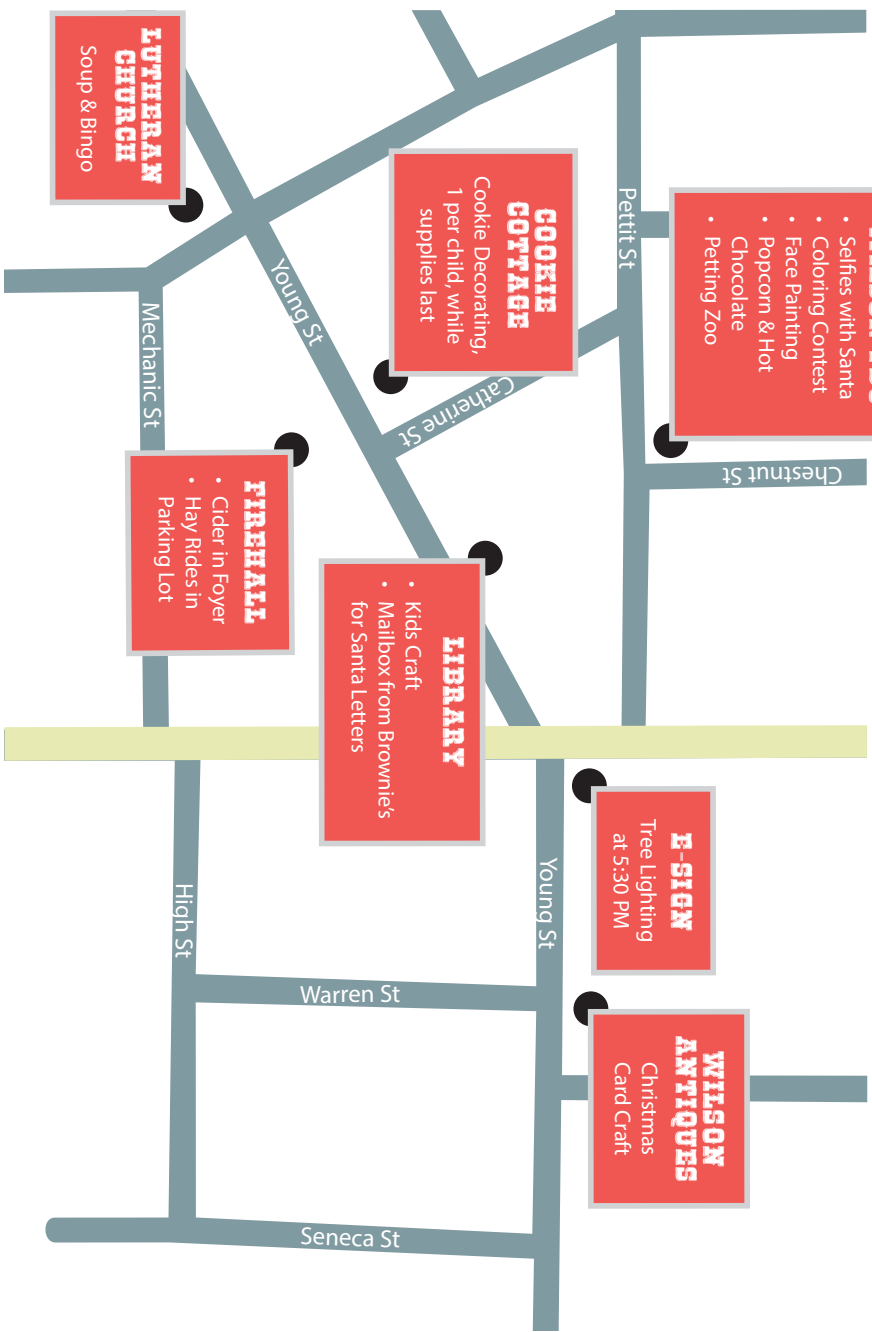 • Selfies with Santa
• Coloring Contest
• Face Painting
• Popcorn & Hot
Chocolate
• Petting Zoo
Chestnut St
Pettit St
E-SIGN
Tree Lighting
at 5:30 PM
WILSON
ANTIQUES
Christmas
Card Craft
COOKIE
COTTAGE
Cookie Decorating,
1 per child, while
supplies last
Catherine St
Young St
LIBRARY
• Kids Craft
• Mailbox from Brownie's
for Santa Letters
Young St
Warren St
Seneca St
FIREHALL
• Cider in Foyer
• Hay Rides in
Parking Lot
High St
Mechanic St
LUTHERAN
CHURCH
Soup & Bingo